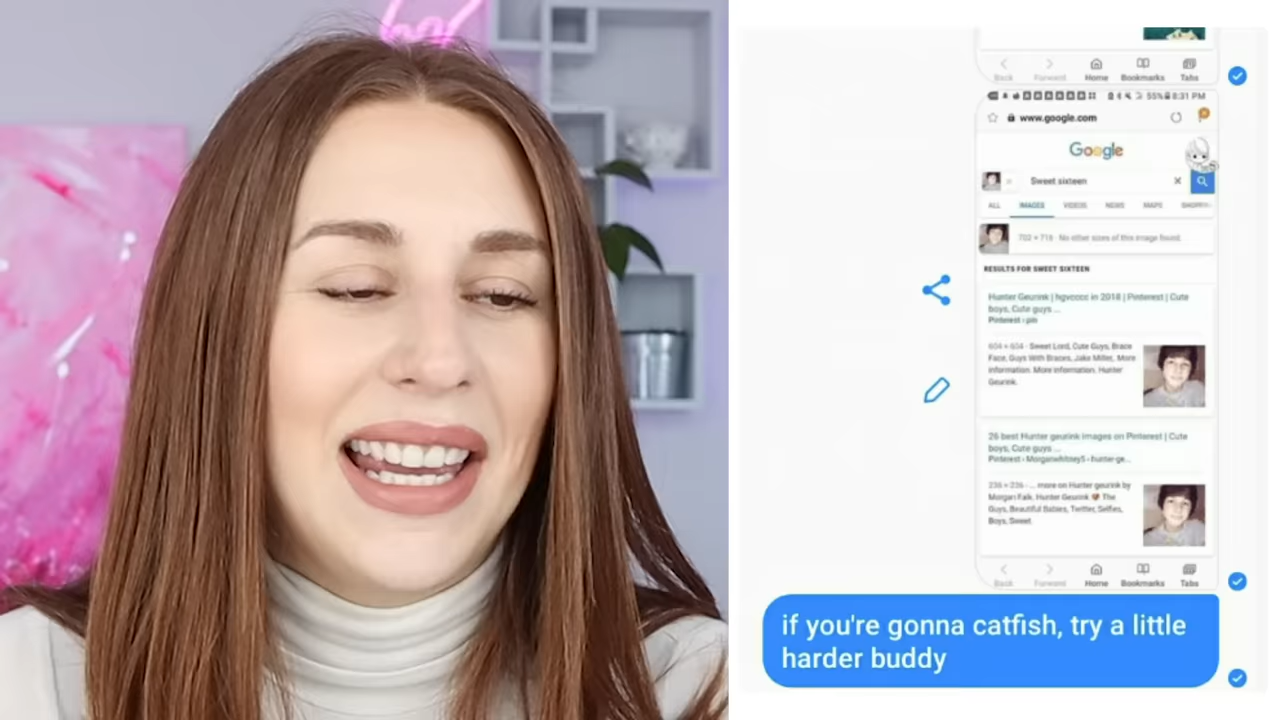 Back Forward Home Bookmarks Tabs
55% 8:31 PM
www.google.com
Google
Sweet sixteen
ALL IMAGES VIDEOS NEWS MAPS
702 × 719 · No other sizes of this image found.
RESULTS FOR SWEET SIXTEEN
Hunter Geurink | hgvcccc in 2018 | Pinterest | Cute
boys, Cute guys ...
Pinterest › pin
604 × 604 · Sweet Lord, Cute Guys, Brace
Face, Guys With Braces, Jake Miller, More
information. More information. Hunter
Geurink.
26 best Hunter geurink images on Pinterest | Cute
boys, Cute guys ...
Pinterest › Morganwhitney5 › hunter-ge...
236 × 236 · ... more on Hunter geurink by
Morgan Falk. Hunter Geurink The
Guys, Beautiful Babies, Twitter, Selfies,
Boys, Sweet.
Back Forward Home Bookmarks Tabs
if you're gonna catfish, try a little
harder buddy